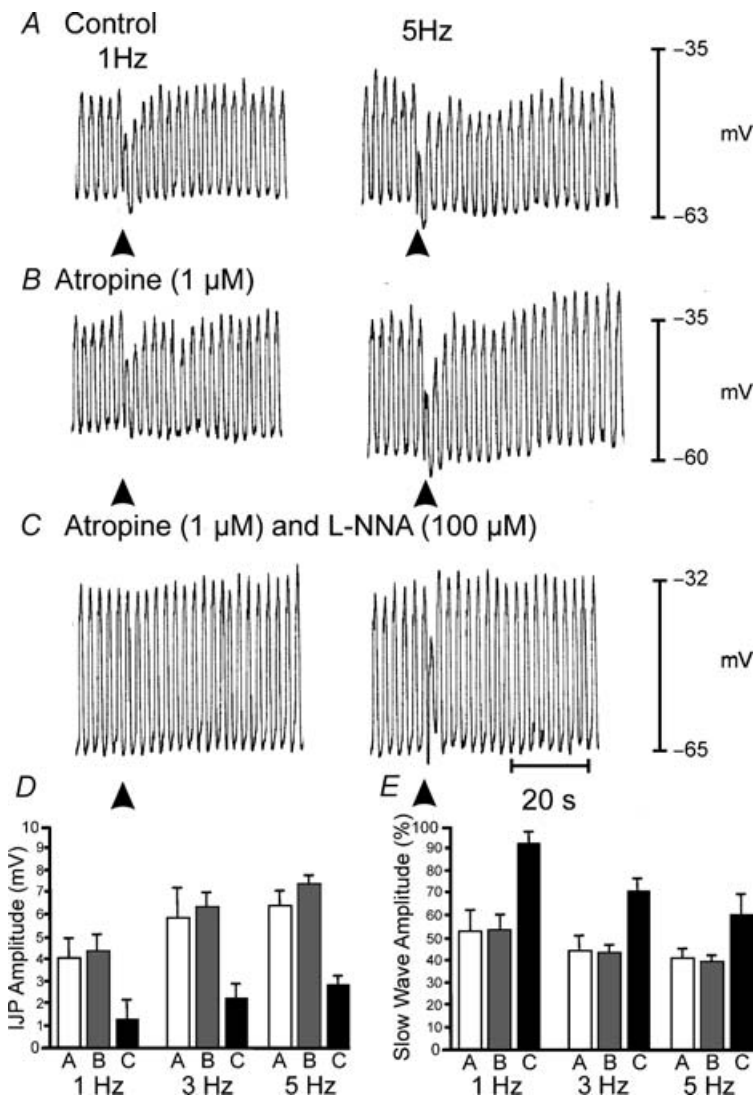 A Control
1Hz
5Hz
–35
mV
–63
B Atropine (1 µM)
–35
mV
–60
C Atropine (1 µM) and L-NNA (100 µM)
–32
mV
–65
20 s
D
IJP Amplitude (mV)
10
9
8
7
6
5
4
3
2
1
0
A B C A B C A B C
1 Hz 3 Hz 5 Hz
E
Slow Wave Amplitude (%)
100
90
80
70
60
50
40
30
20
10
0
A B C A B C A B C
1 Hz 3 Hz 5 Hz